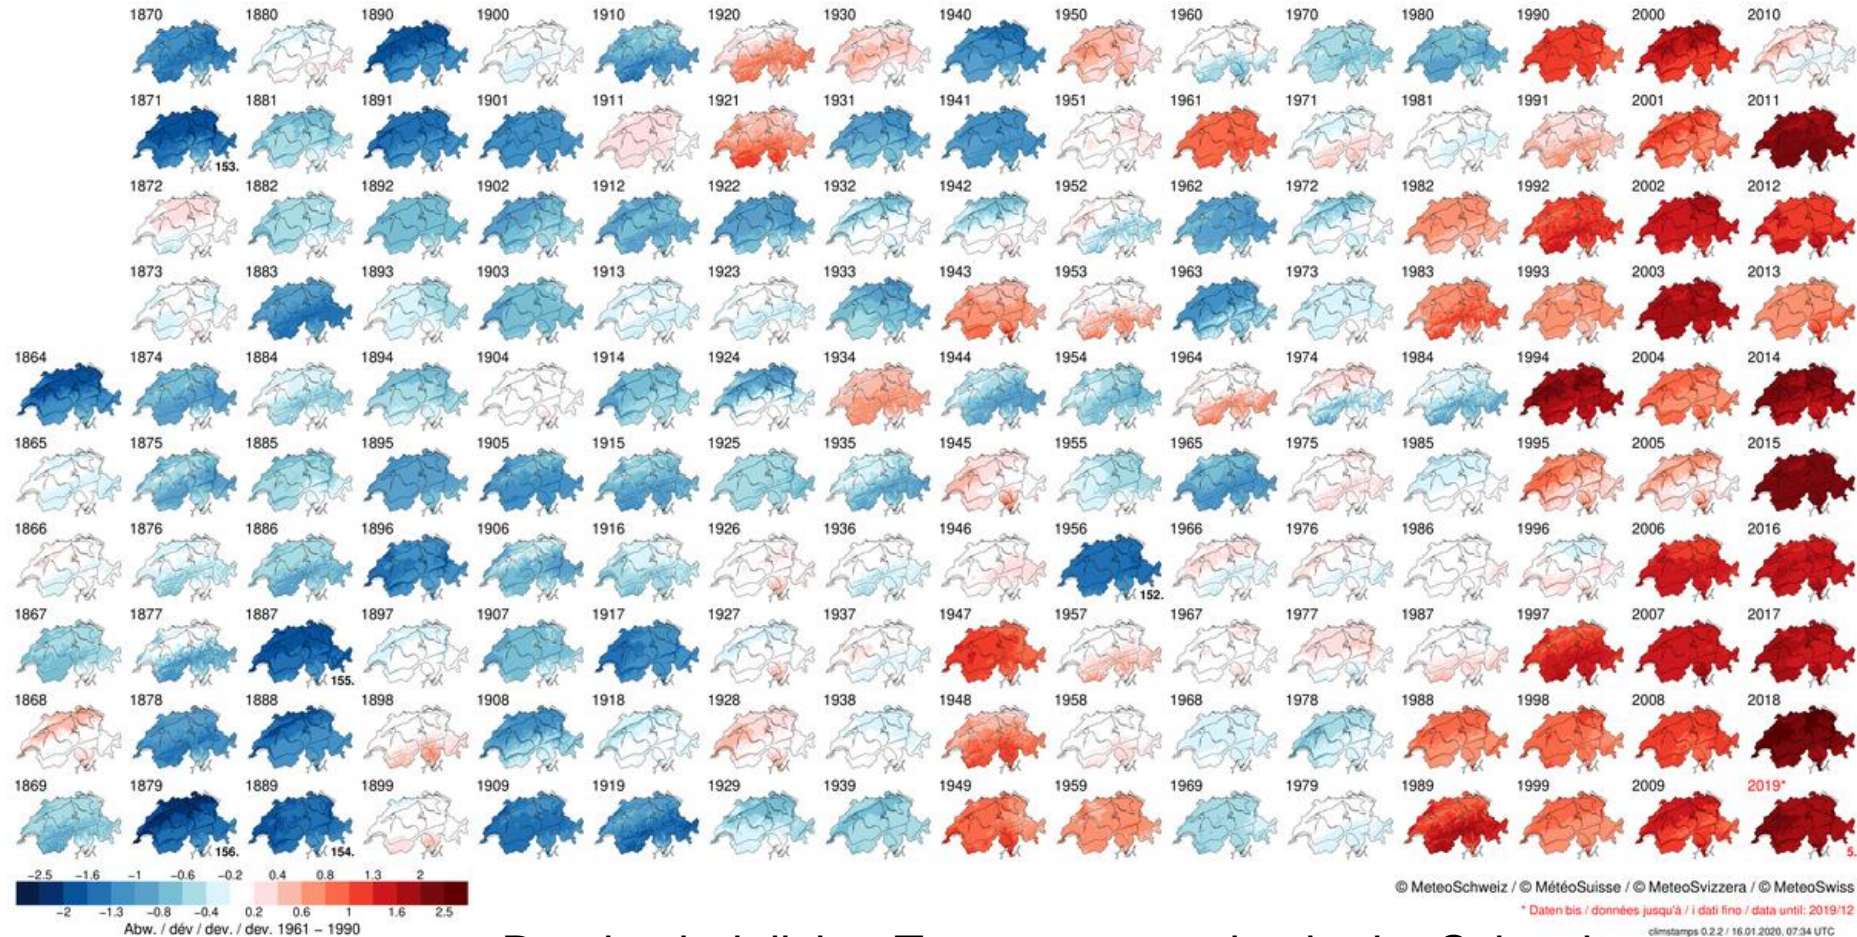 1870 1880 1890 1900 1910 1920 1930 1940 1950 1960 1970 1980 1990 2000 2010
1871 1881 1891 1901 1911 1921 1931 1941 1951 1961 1971 1981 1991 2001 2011
153.
1872 1882 1892 1902 1912 1922 1932 1942 1952 1962 1972 1982 1992 2002 2012
1873 1883 1893 1903 1913 1923 1933 1943 1953 1963 1973 1983 1993 2003 2013
1864 1874 1884 1894 1904 1914 1924 1934 1944 1954 1964 1974 1984 1994 2004 2014
1865 1875 1885 1895 1905 1915 1925 1935 1945 1955 1965 1975 1985 1995 2005 2015
1866 1876 1886 1896 1906 1916 1926 1936 1946 1956 1966 1976 1986 1996 2006 2016
152.
1867 1877 1887 1897 1907 1917 1927 1937 1947 1957 1967 1977 1987 1997 2007 2017
155.
1868 1878 1888 1898 1908 1918 1928 1938 1948 1958 1968 1978 1988 1998 2008 2018
1869 1879 1889 1899 1909 1919 1929 1939 1949 1959 1969 1979 1989 1999 2009 2019*
156. 154. 5.
−2.5 −1.6 −1 −0.6 −0.2 0.4 0.8 1.3 2
−2 −1.3 −0.8 −0.4 0.2 0.6 1 1.6 2.5
Abw. / dév / dev. / dev. 1961 – 1990
© MeteoSchweiz / © MétéoSuisse / © MeteoSvizzera / © MeteoSwiss
* Daten bis / données jusqu'à / i dati fino / data until: 2019/12
climstamps 0.2.2 / 16.01.2020, 07:34 UTC